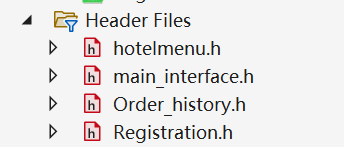 Header Files
hotelmenu.h
main_interface.h
Order_history.h
Registration.h